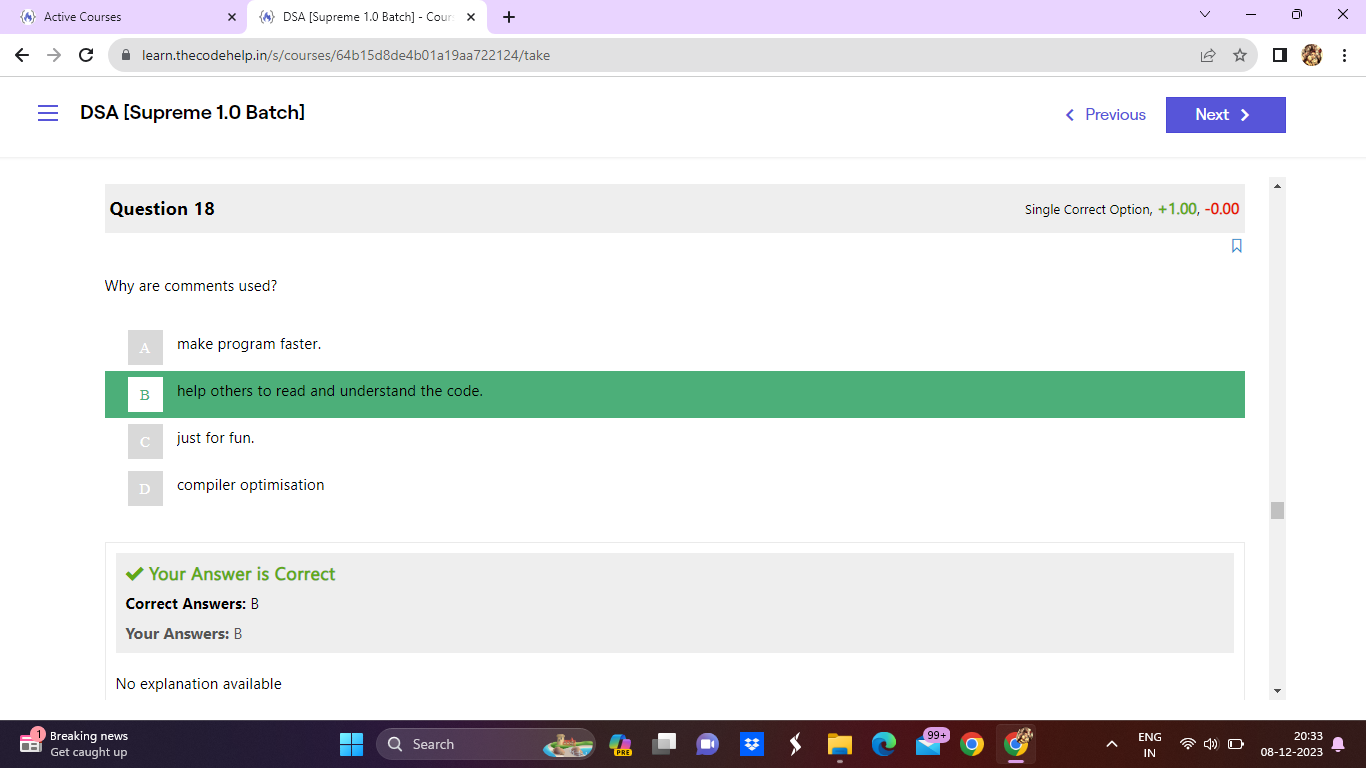 Active Courses
DSA [Supreme 1.0 Batch] - Cour
learn.thecodehelp.in/s/courses/64b15d8de4b01a19aa722124/take
DSA [Supreme 1.0 Batch]
Previous
Next
Question 18
Single Correct Option, +1.00, -0.00
Why are comments used?
A
make program faster.
B
help others to read and understand the code.
C
just for fun.
D
compiler optimisation
Your Answer is Correct
Correct Answers: B
Your Answers: B
No explanation available
1
Breaking news
Get caught up
Search
PRE
99+
ENG
IN
20:33
08-12-2023